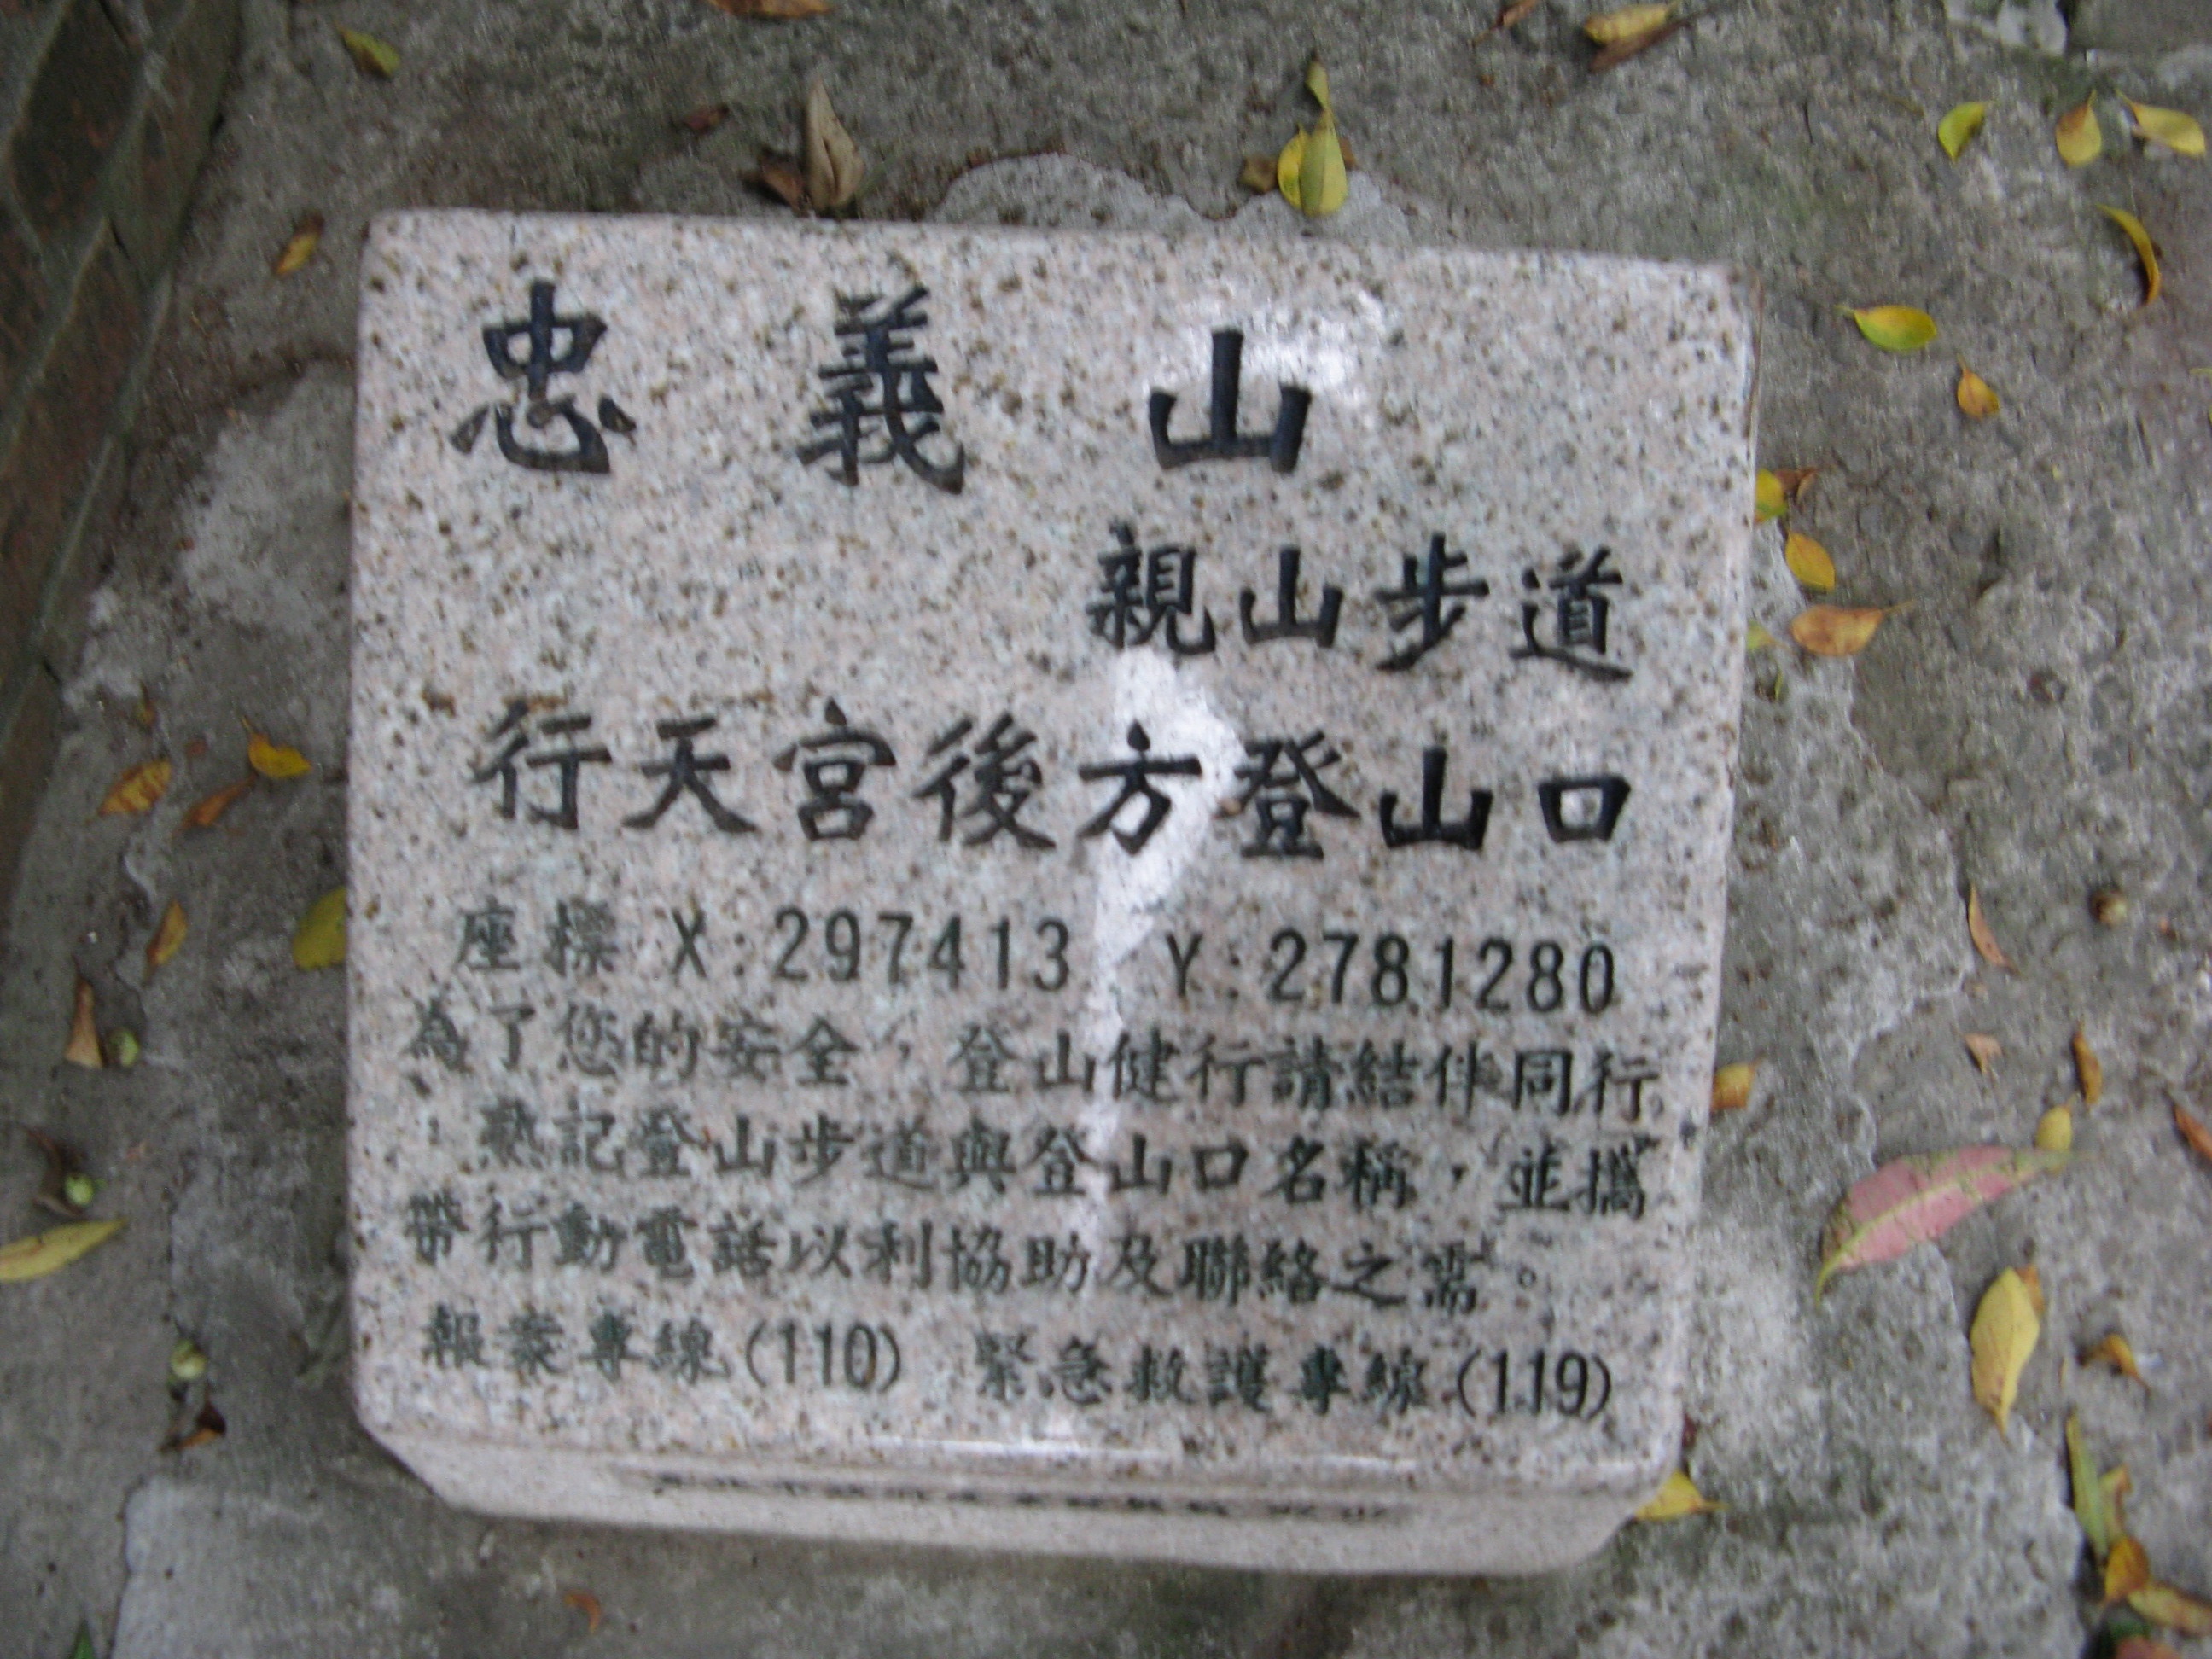 忠義山
親山步道
行天宮後方登山口
座標 X:297413 Y:2781280
為了您的安全，登山健行請結伴同行
，熟記登山步道與登山口名稱，並攜
帶行動電話以利協助及聯絡之需。
報案專線(110) 緊急救護專線(119)